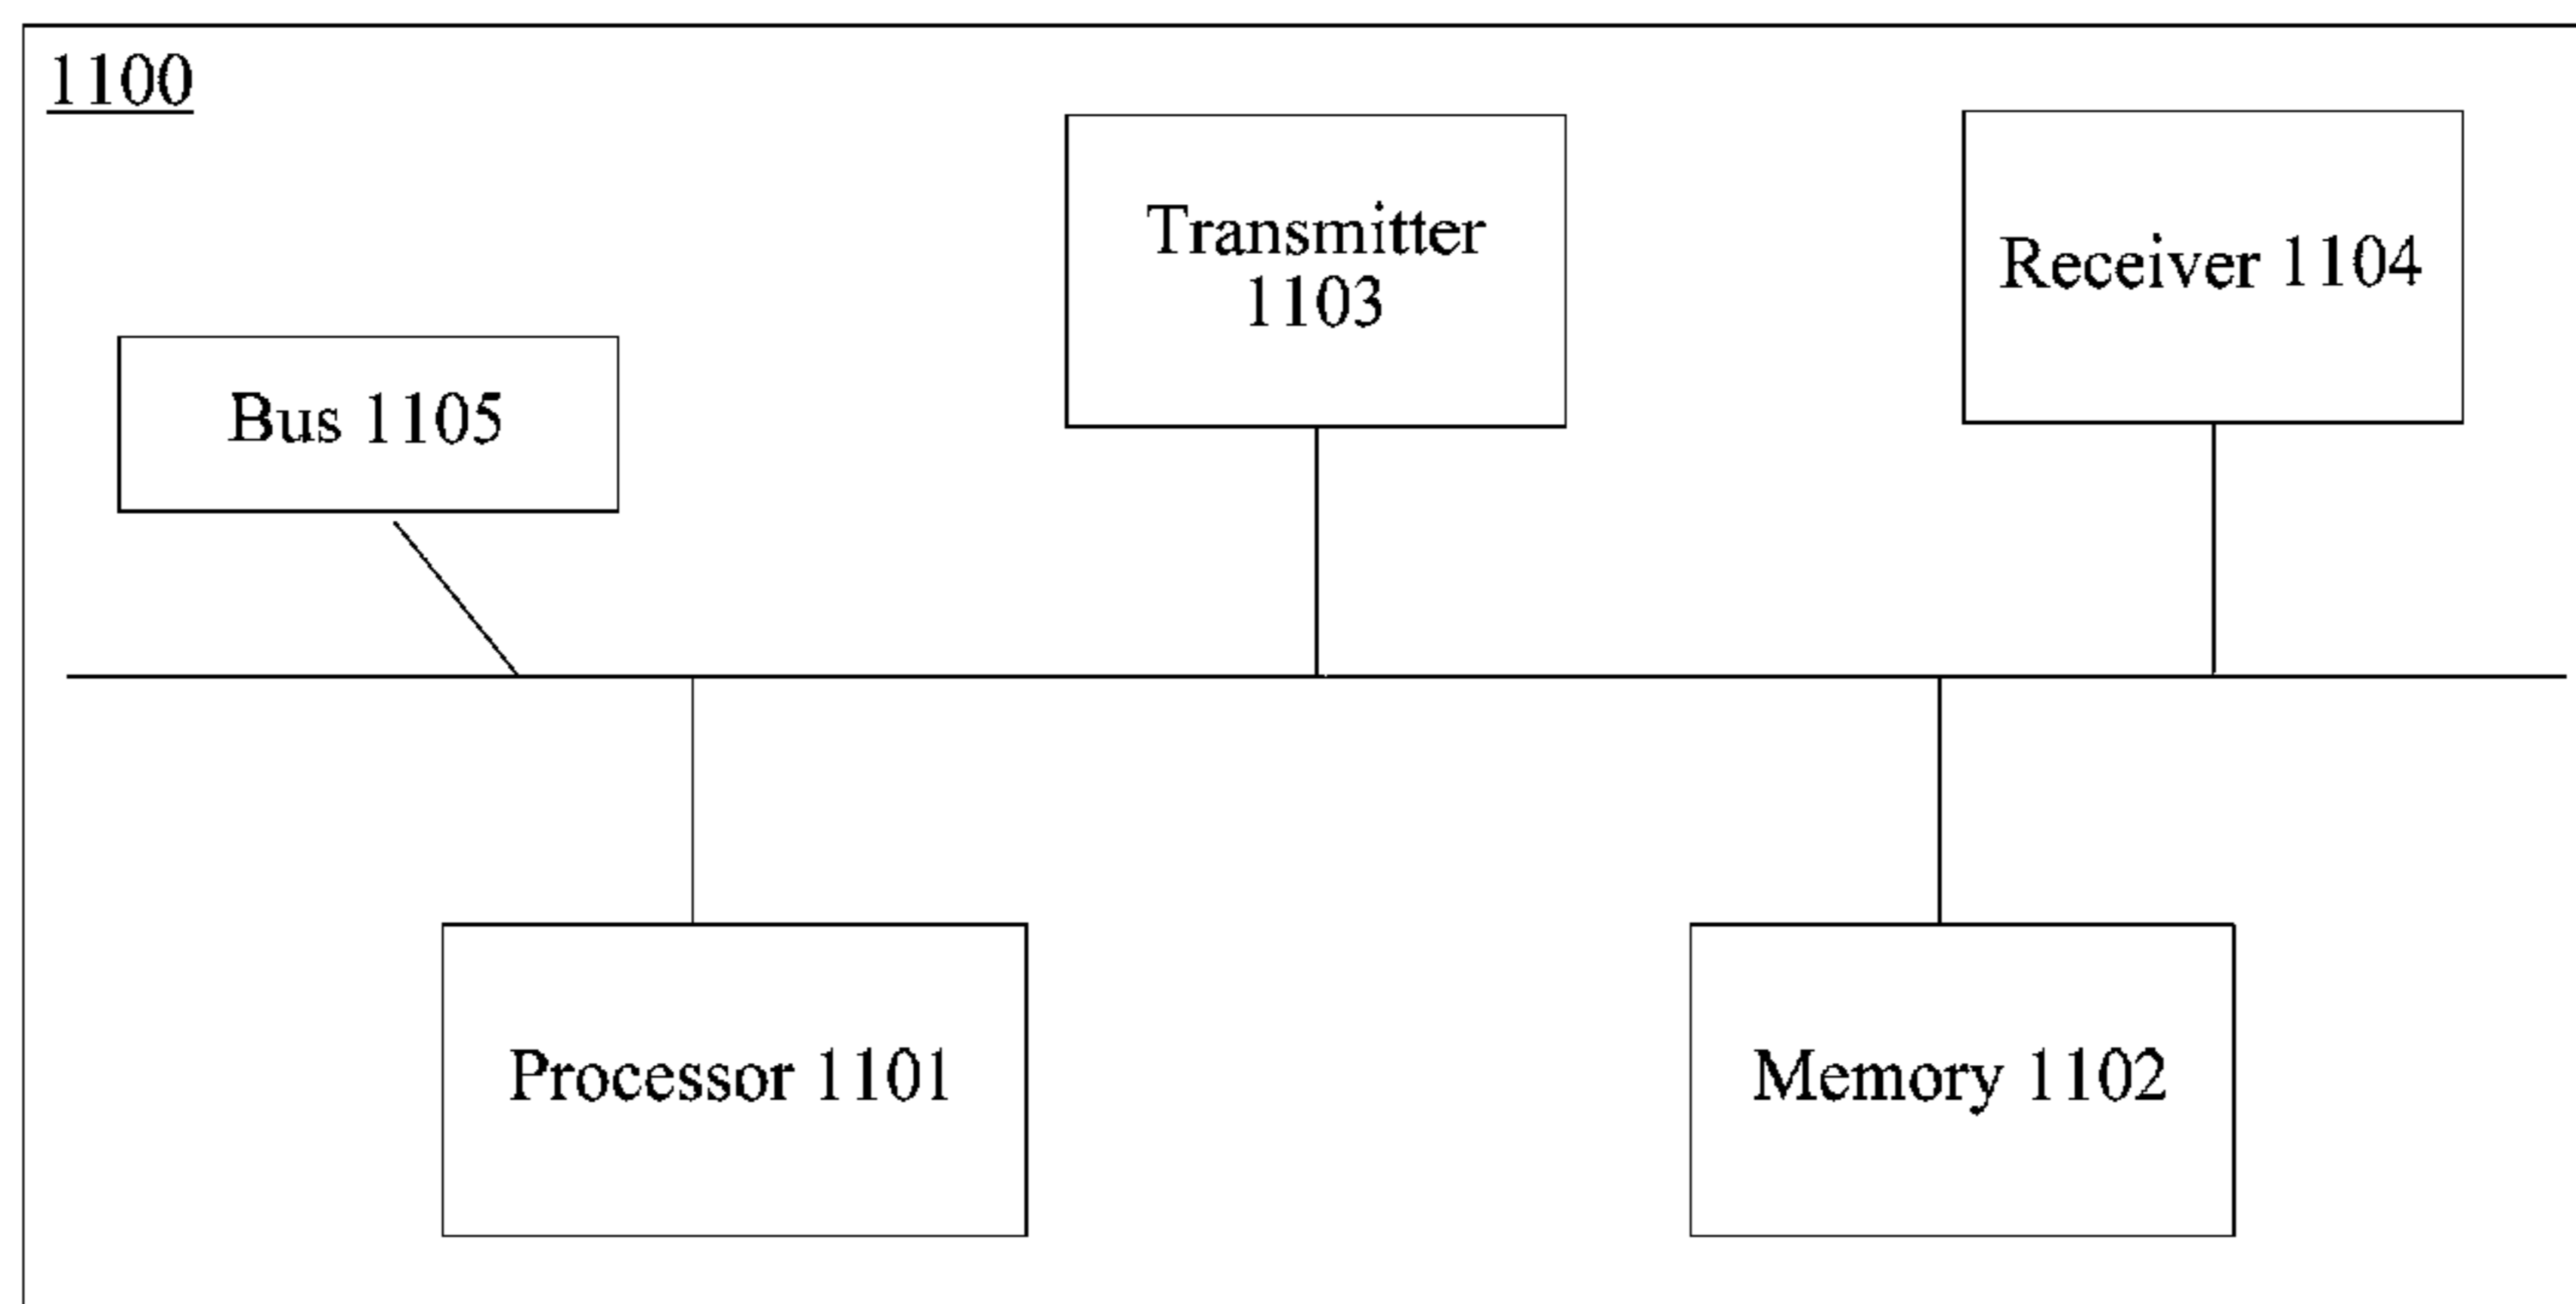 1100
Transmitter
1103
Receiver 1104
Bus 1105
Processor 1101
Memory 1102